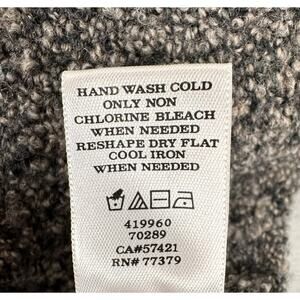 HAND WASH COLD
ONLY NON
CHLORINE BLEACH
WHEN NEEDED
RESHAPE DRY FLAT
COOL IRON
WHEN NEEDED
419960
70289
CA#57421
RN# 77379